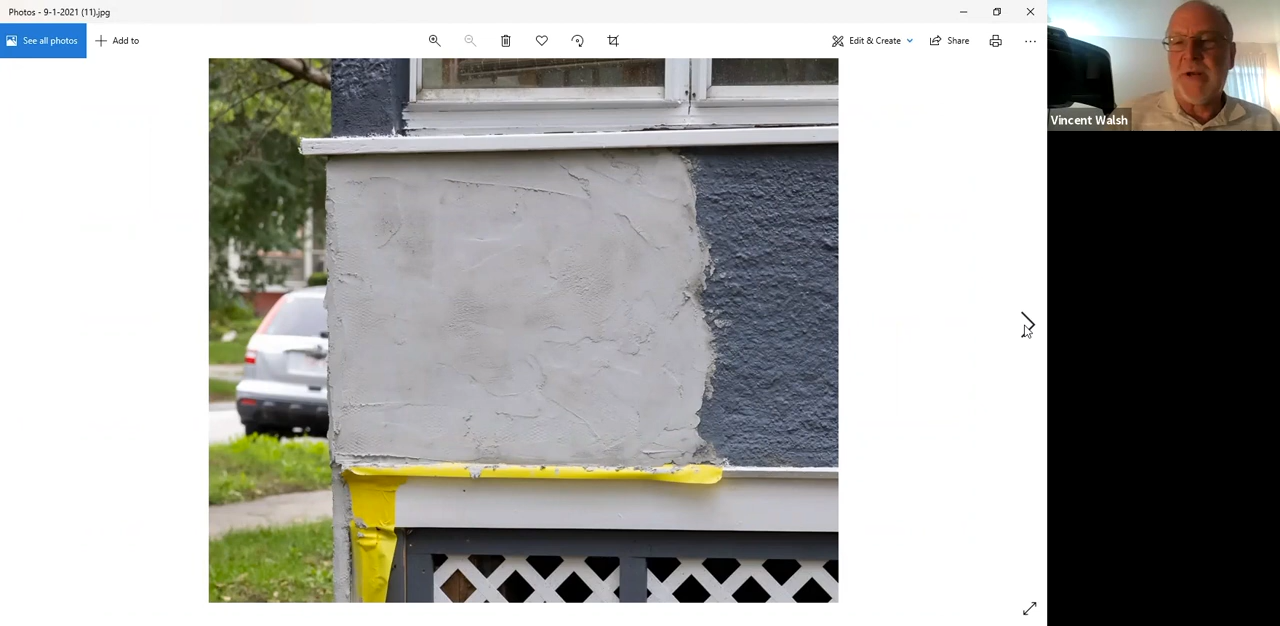 Photos - 9-1-2021 (11).jpg
See all photos
Add to
Edit & Create
Share
Vincent Walsh